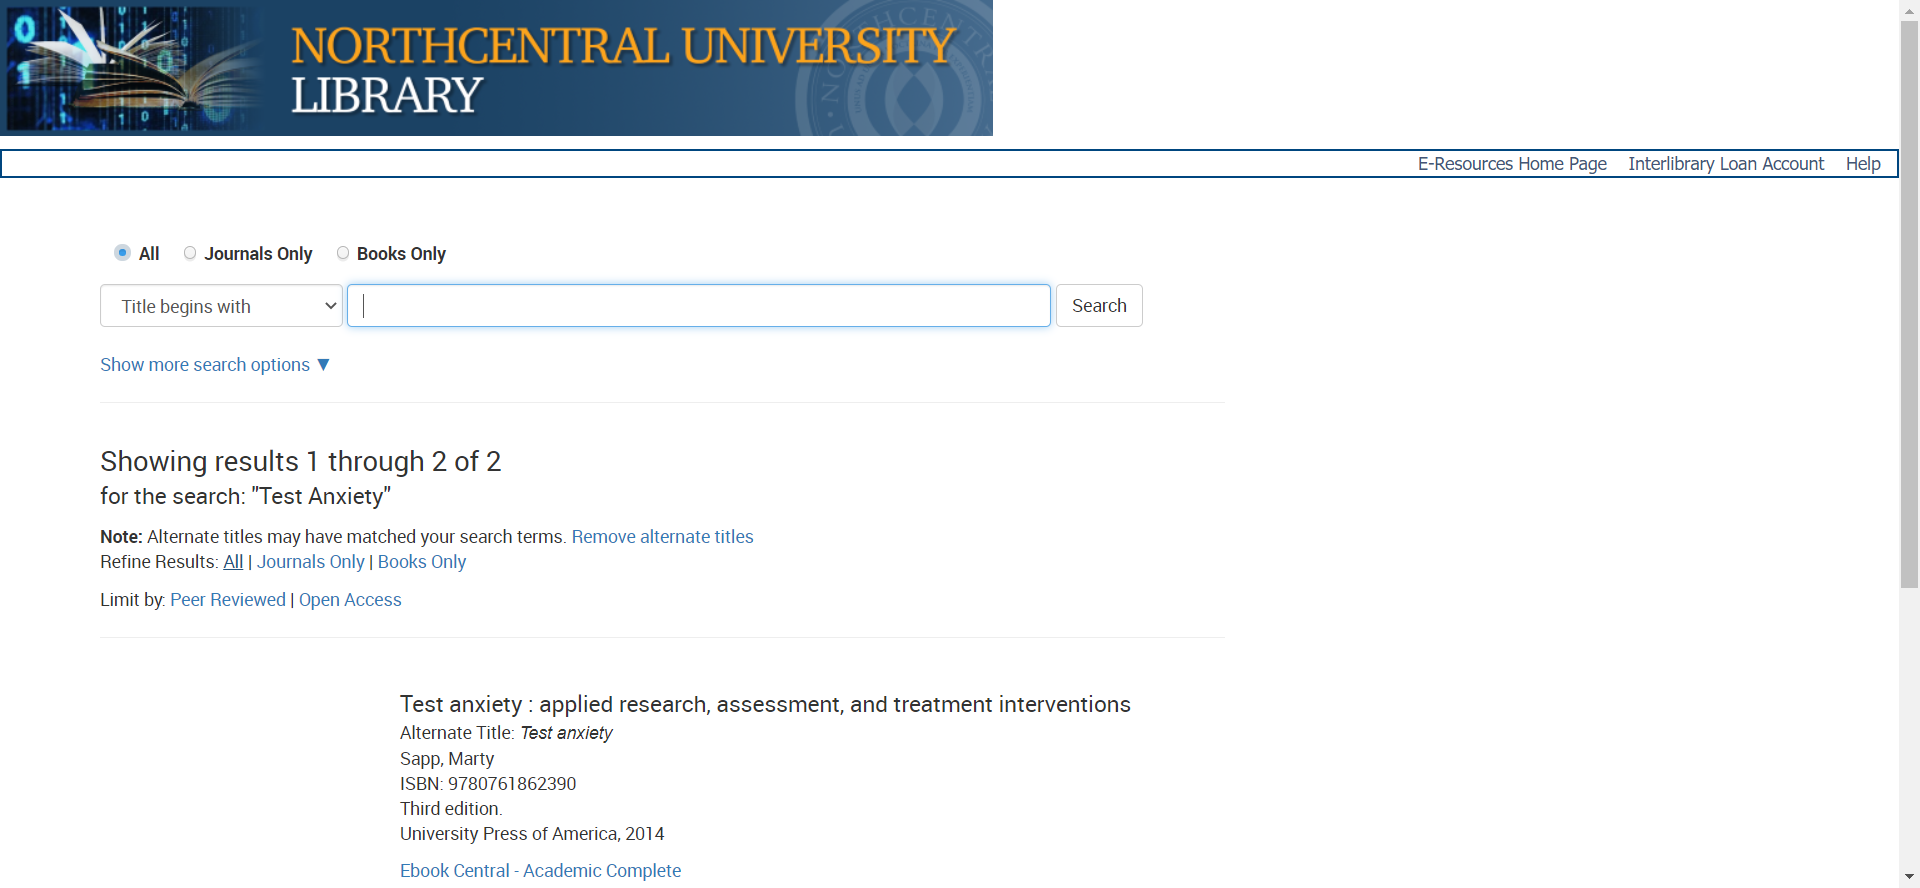 NORTHCENTRAL UNIVERSITY
LIBRARY
E-Resources Home Page Interlibrary Loan Account Help
All Journals Only Books Only
Title begins with Search
Show more search options ▼
Showing results 1 through 2 of 2
for the search: "Test Anxiety"
Note: Alternate titles may have matched your search terms. Remove alternate titles
Refine Results: All | Journals Only | Books Only
Limit by: Peer Reviewed | Open Access
Test anxiety : applied research, assessment, and treatment interventions
Alternate Title: Test anxiety
Sapp, Marty
ISBN: 9780761862390
Third edition.
University Press of America, 2014
Ebook Central - Academic Complete